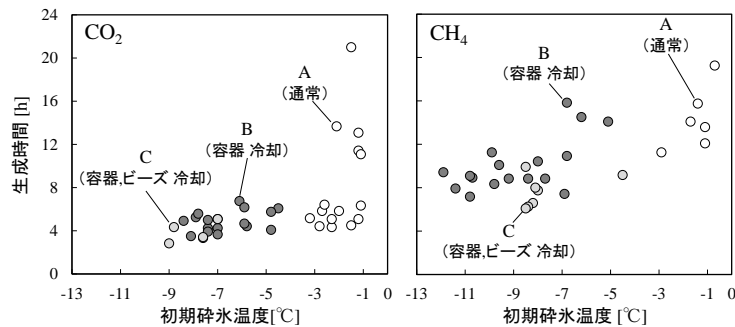 CO2
CH4
24
20
16
12
8
4
0
生成時間 [h]
A
（通常）
B
（容器 冷却）
C
（容器,ビーズ 冷却）
-13
-11
-9
-7
-5
-3
-1
初期砕氷温度[℃]
B
（容器 冷却）
A
（通常）
C
（容器,ビーズ 冷却）
-13
-11
-9
-7
-5
-3
-1
0
初期砕氷温度[℃]